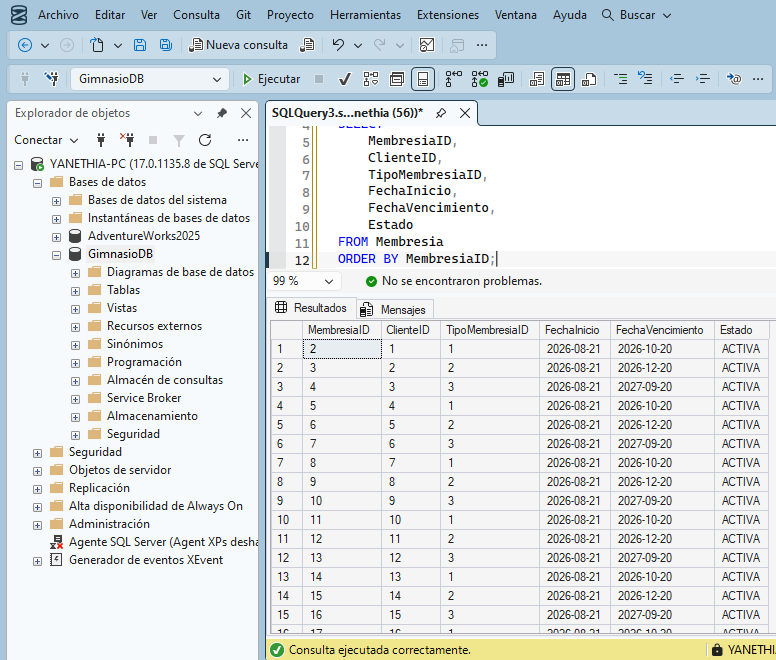 Archivo Editar Ver Consulta Git Proyecto Herramientas Extensiones Ventana Ayuda Buscar
Nueva consulta
GimnasioDB Ejecutar
Explorador de objetos
Conectar
YANETHIA-PC (17.0.1135.8 de SQL Serve
Bases de datos
Bases de datos del sistema
Instantáneas de bases de datos
AdventureWorks2025
GimnasioDB
Diagramas de base de datos
Tablas
Vistas
Recursos externos
Sinónimos
Programación
Almacén de consultas
Service Broker
Almacenamiento
Seguridad
Seguridad
Objetos de servidor
Replicación
Alta disponibilidad de Always On
Administración
Agente SQL Server (Agent XPs desha
Generador de eventos XEvent
SQLQuery3.s...nethia (56))*
4 SELECT
5 MembresiaID,
6 ClienteID,
7 TipoMembresiaID,
8 FechaInicio,
9 FechaVencimiento,
10 Estado
11 FROM Membresia
12 ORDER BY MembresiaID;
99 % No se encontraron problemas.
Resultados Mensajes
MembresiaID ClienteID TipoMembresiaID FechaInicio FechaVencimiento Estado
1 2 1 1 2026-08-21 2026-10-20 ACTIVA
2 3 2 2 2026-08-21 2026-12-20 ACTIVA
3 4 3 3 2026-08-21 2027-09-20 ACTIVA
4 5 4 1 2026-08-21 2026-10-20 ACTIVA
5 6 5 2 2026-08-21 2026-12-20 ACTIVA
6 7 6 3 2026-08-21 2027-09-20 ACTIVA
7 8 7 1 2026-08-21 2026-10-20 ACTIVA
8 9 8 2 2026-08-21 2026-12-20 ACTIVA
9 10 9 3 2026-08-21 2027-09-20 ACTIVA
10 11 10 1 2026-08-21 2026-10-20 ACTIVA
11 12 11 2 2026-08-21 2026-12-20 ACTIVA
12 13 12 3 2026-08-21 2027-09-20 ACTIVA
13 14 13 1 2026-08-21 2026-10-20 ACTIVA
14 15 14 2 2026-08-21 2026-12-20 ACTIVA
15 16 15 3 2026-08-21 2027-09-20 ACTIVA
16 17 16 1 2026-08-21 2026-10-20 ACTIVA
Consulta ejecutada correctamente. YANETHI